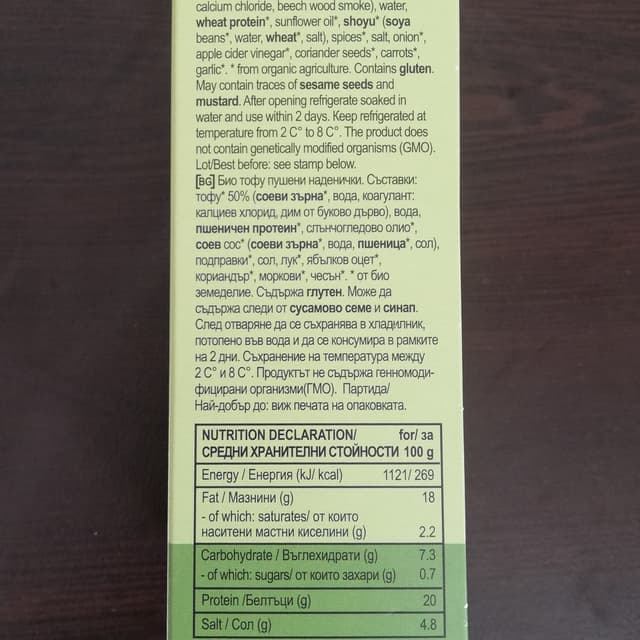 calcium chloride, beech wood smoke), water,
wheat protein*, sunflower oil*, shoyu* (soya
beans*, water, wheat*, salt), spices*, salt, onion*,
apple cider vinegar*, coriander seeds*, carrots*,
garlic*. * from organic agriculture. Contains gluten.
May contain traces of sesame seeds and
mustard. After opening refrigerate soaked in
water and use within 2 days. Keep refrigerated at
temperature from 2 C° to 8 C°. The product does
not contain genetically modified organisms (GMO).
Lot/Best before: see stamp below.
[BG] Био тофу пушени наденички. Съставки:
тофу* 50% (соеви зърна*, вода, коагулант:
калциев хлорид, дим от буково дърво), вода,
пшеничен протеин*, слънчогледово олио*,
соев сос* (соеви зърна*, вода, пшеница*, сол),
подправки*, сол, лук*, ябълков оцет*,
кориандър*, моркови*, чесън*. * от био
земеделие. Съдържа глутен. Може да
съдържа следи от сусамово семе и синап.
След отваряне да се съхранява в хладилник,
потопено във вода и да се консумира в рамките
на 2 дни. Съхранение на температура между
2 C° и 8 C°. Продуктът не съдържа генномоди-
фицирани организми(ГМО). Партида/
Най-добър до: виж печата на опаковката.
NUTRITION DECLARATION/ for/ за
СРЕДНИ ХРАНИТЕЛНИ СТОЙНОСТИ 100 g
Energy / Енергия (kJ/ kcal) 1121/ 269
Fat / Мазнини (g) 18
- of which: saturates/ от които
наситени мастни киселини (g) 2.2
Carbohydrate / Въглехидрати (g) 7.3
- of which: sugars/ от които захари (g) 0.7
Protein /Белтъци (g) 20
Salt / Сол (g) 4.8